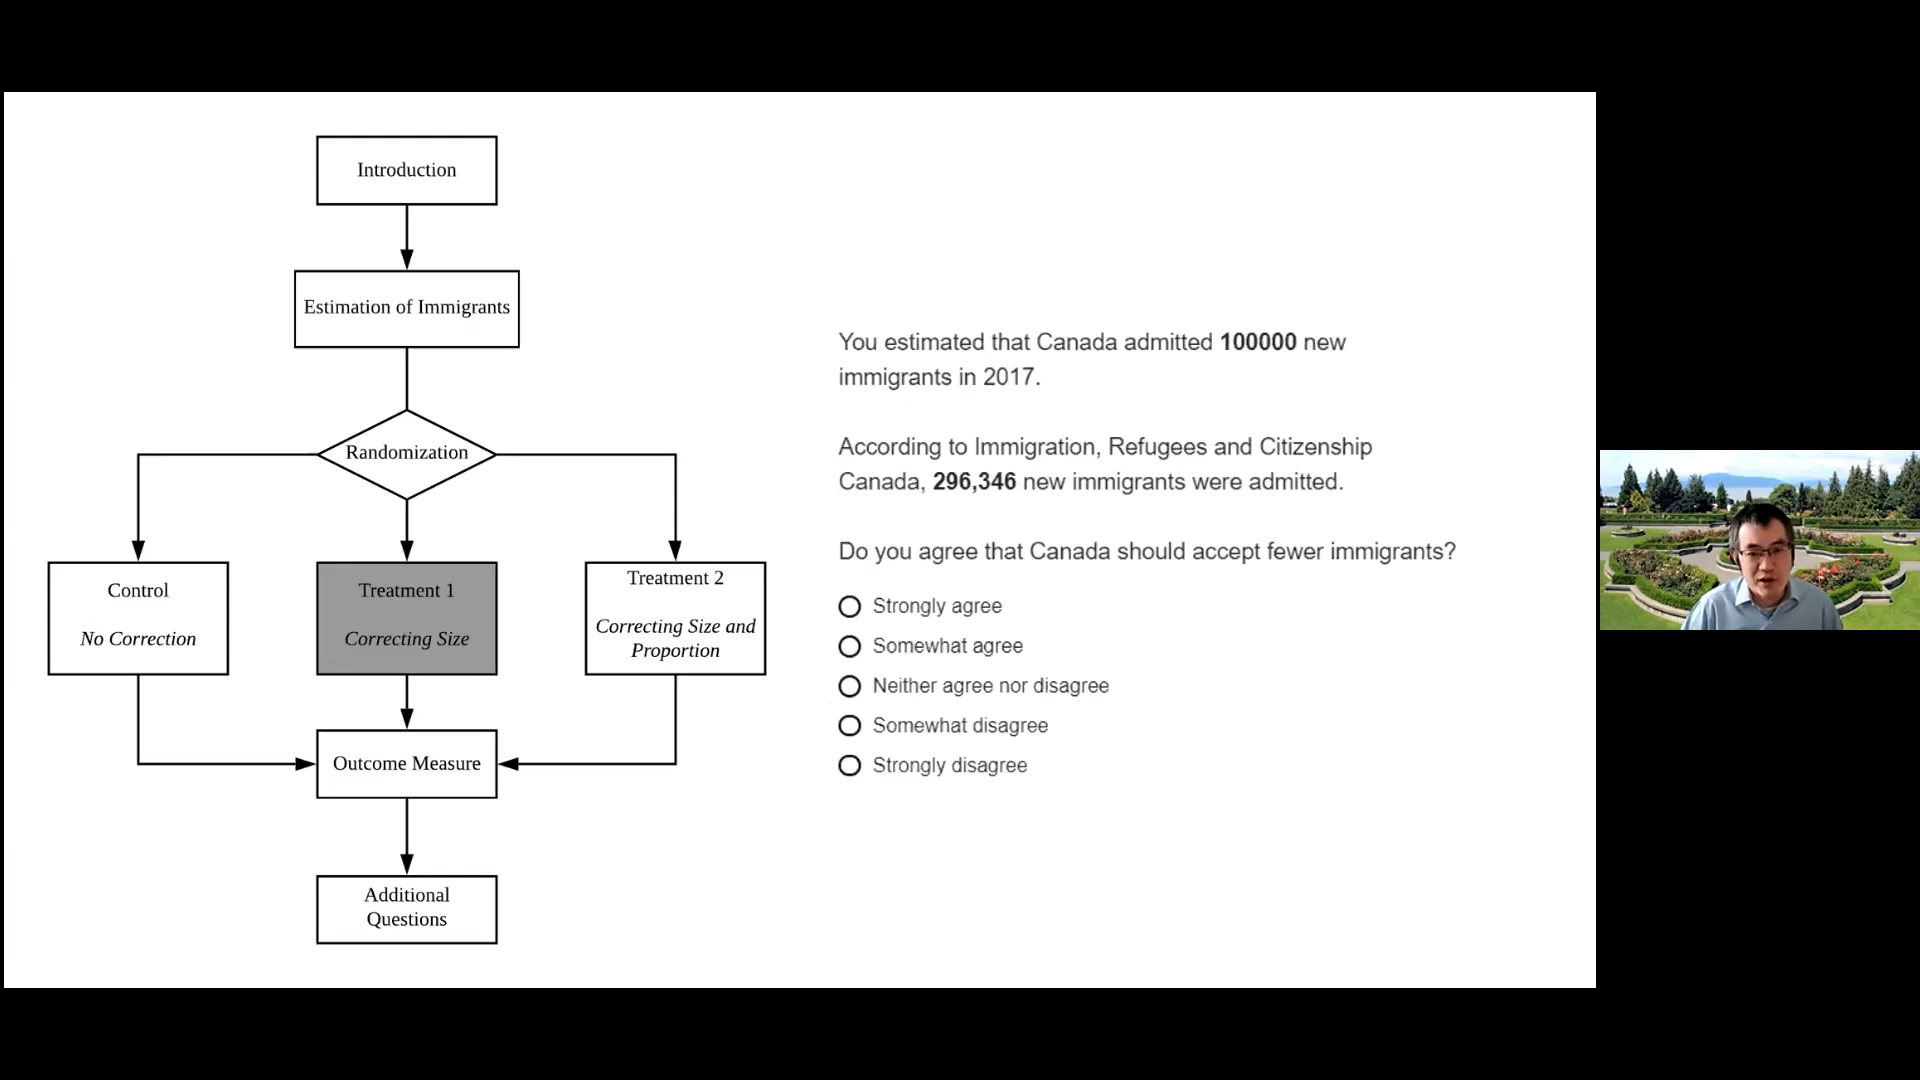 Introduction
Estimation of Immigrants
Randomization
Control
No Correction
Treatment 1
Correcting Size
Treatment 2
Correcting Size and
Proportion
Outcome Measure
Additional
Questions
You estimated that Canada admitted 100000 new
immigrants in 2017.
According to Immigration, Refugees and Citizenship
Canada, 296,346 new immigrants were admitted.
Do you agree that Canada should accept fewer immigrants?
Strongly agree
Somewhat agree
Neither agree nor disagree
Somewhat disagree
Strongly disagree